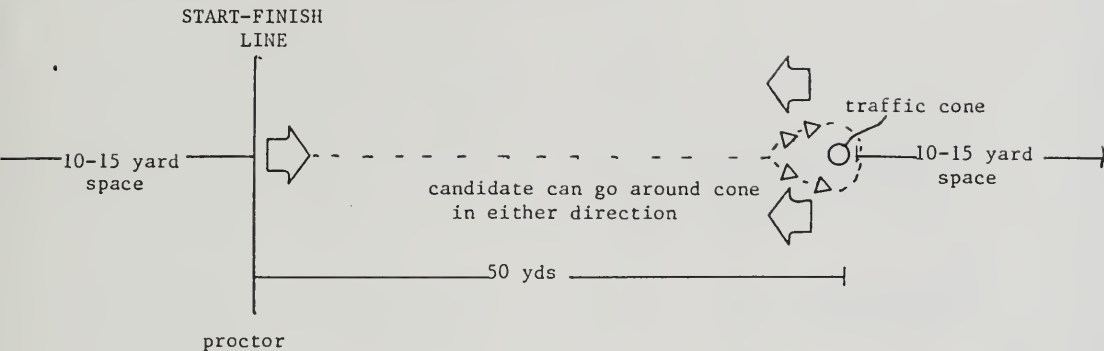 START-FINISH
LINE
traffic cone
10-15 yard
space
10-15 yard
space
candidate can go around cone
in either direction
50 yds
proctor